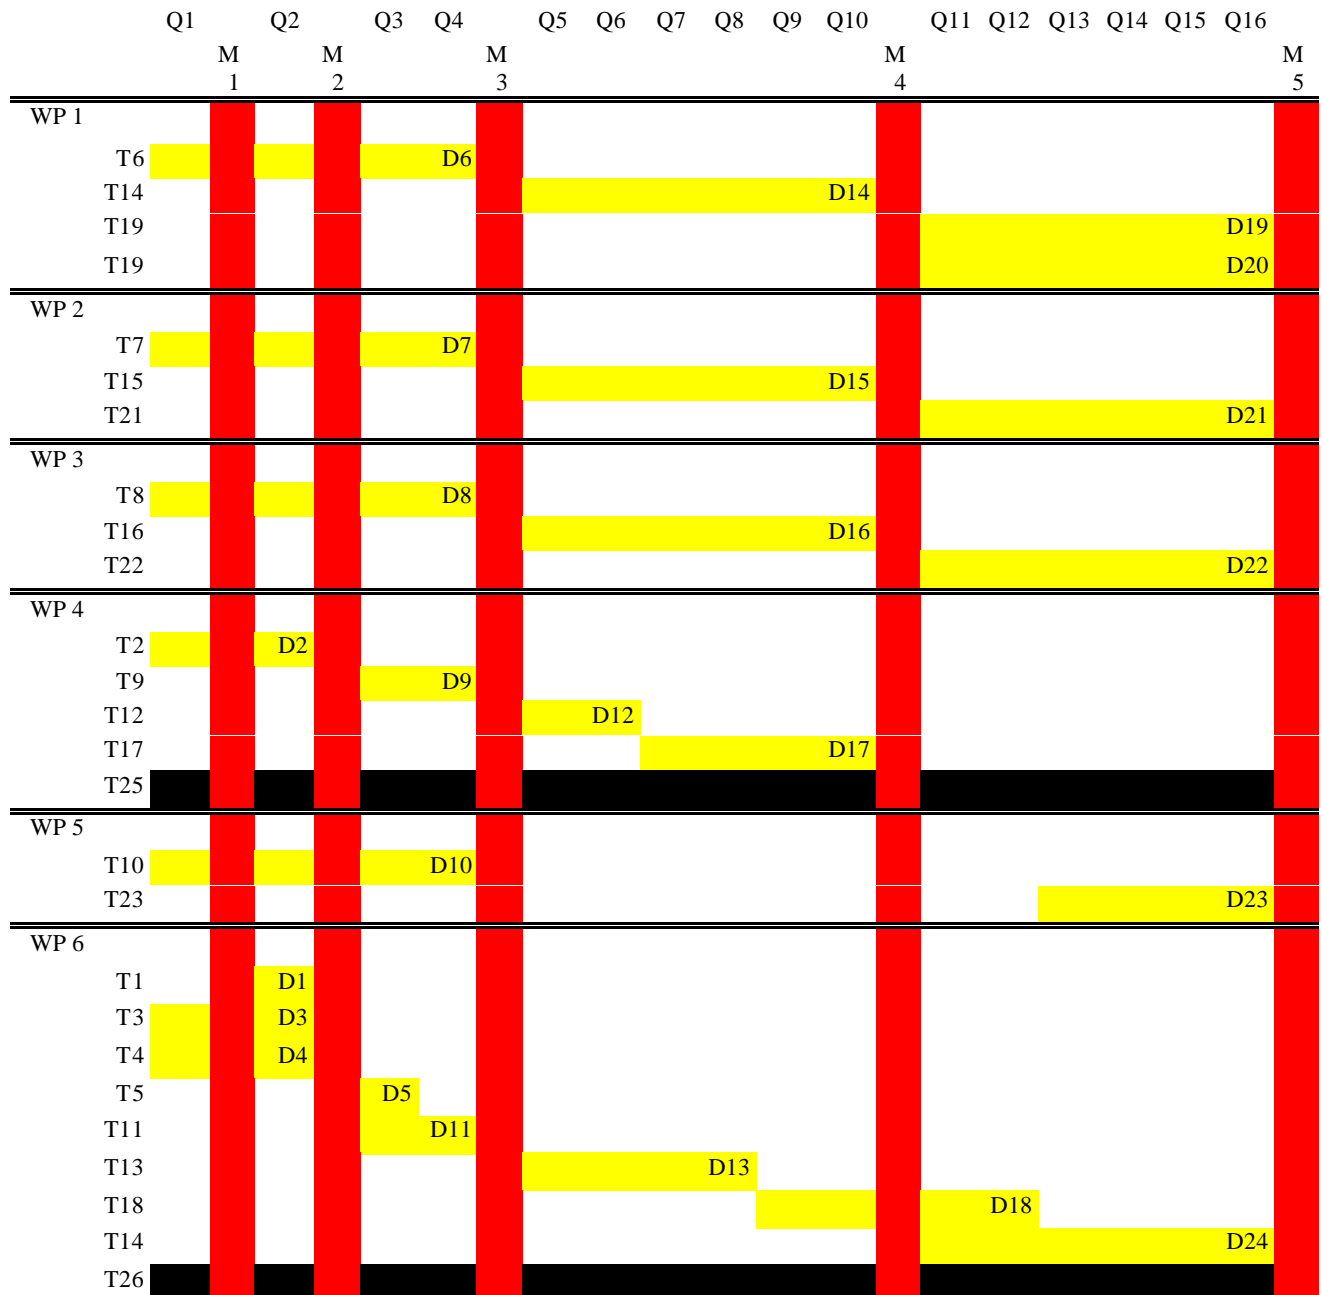 Q1 Q2 Q3 Q4 Q5 Q6 Q7 Q8 Q9 Q10 Q11 Q12 Q13 Q14 Q15 Q16
M M M M M
1 2 3 4 5
WP 1
T6 D6
T14 D14
T19 D19
T19 D20
WP 2
T7 D7
T15 D15
T21 D21
WP 3
T8 D8
T16 D16
T22 D22
WP 4
T2 D2
T9 D9
T12 D12
T17 D17
T25
WP 5
T10 D10
T23 D23
WP 6
T1 D1
T3 D3
T4 D4
T5 D5
T11 D11
T13 D13
T18 D18
T14 D24
T26